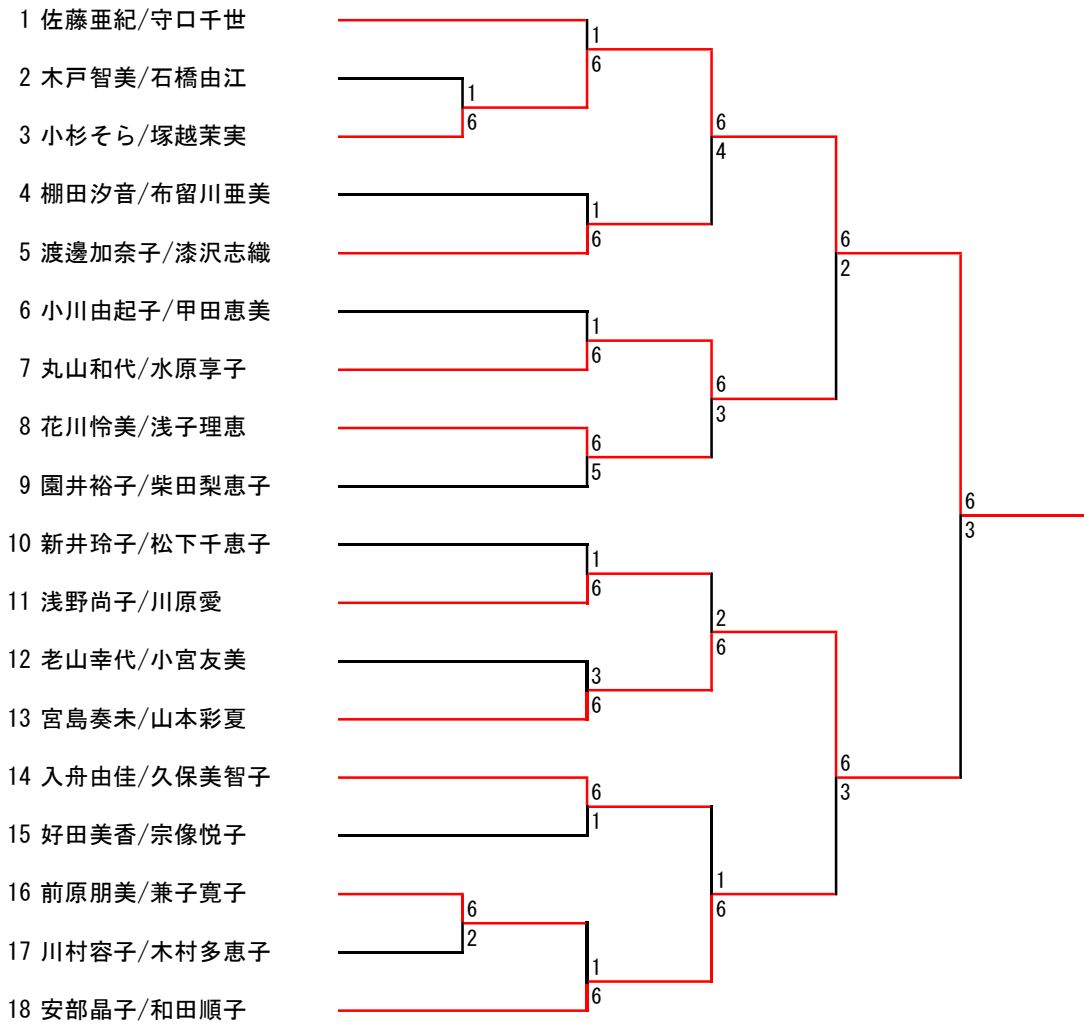 1 佐藤亜紀/守口千世
1
2 木戸智美/石橋由江
6
1
3 小杉そら/塚越茉実
6
6
4
4 棚田汐音/布留川亜美
1
5 渡邊加奈子/漆沢志織
6
6
2
6 小川由起子/甲田恵美
1
7 丸山和代/水原享子
6
6
3
8 花川怜美/浅子理恵
6
9 園井裕子/柴田梨恵子
5
6
3
10 新井玲子/松下千恵子
1
11 浅野尚子/川原愛
6
2
6
12 老山幸代/小宮友美
3
13 宮島奏未/山本彩夏
6
14 入舟由佳/久保美智子
6
6
3
15 好田美香/宗像悦子
1
16 前原朋美/兼子寛子
1
6
6
17 川村容子/木村多恵子
2
1
18 安部晶子/和田順子
6